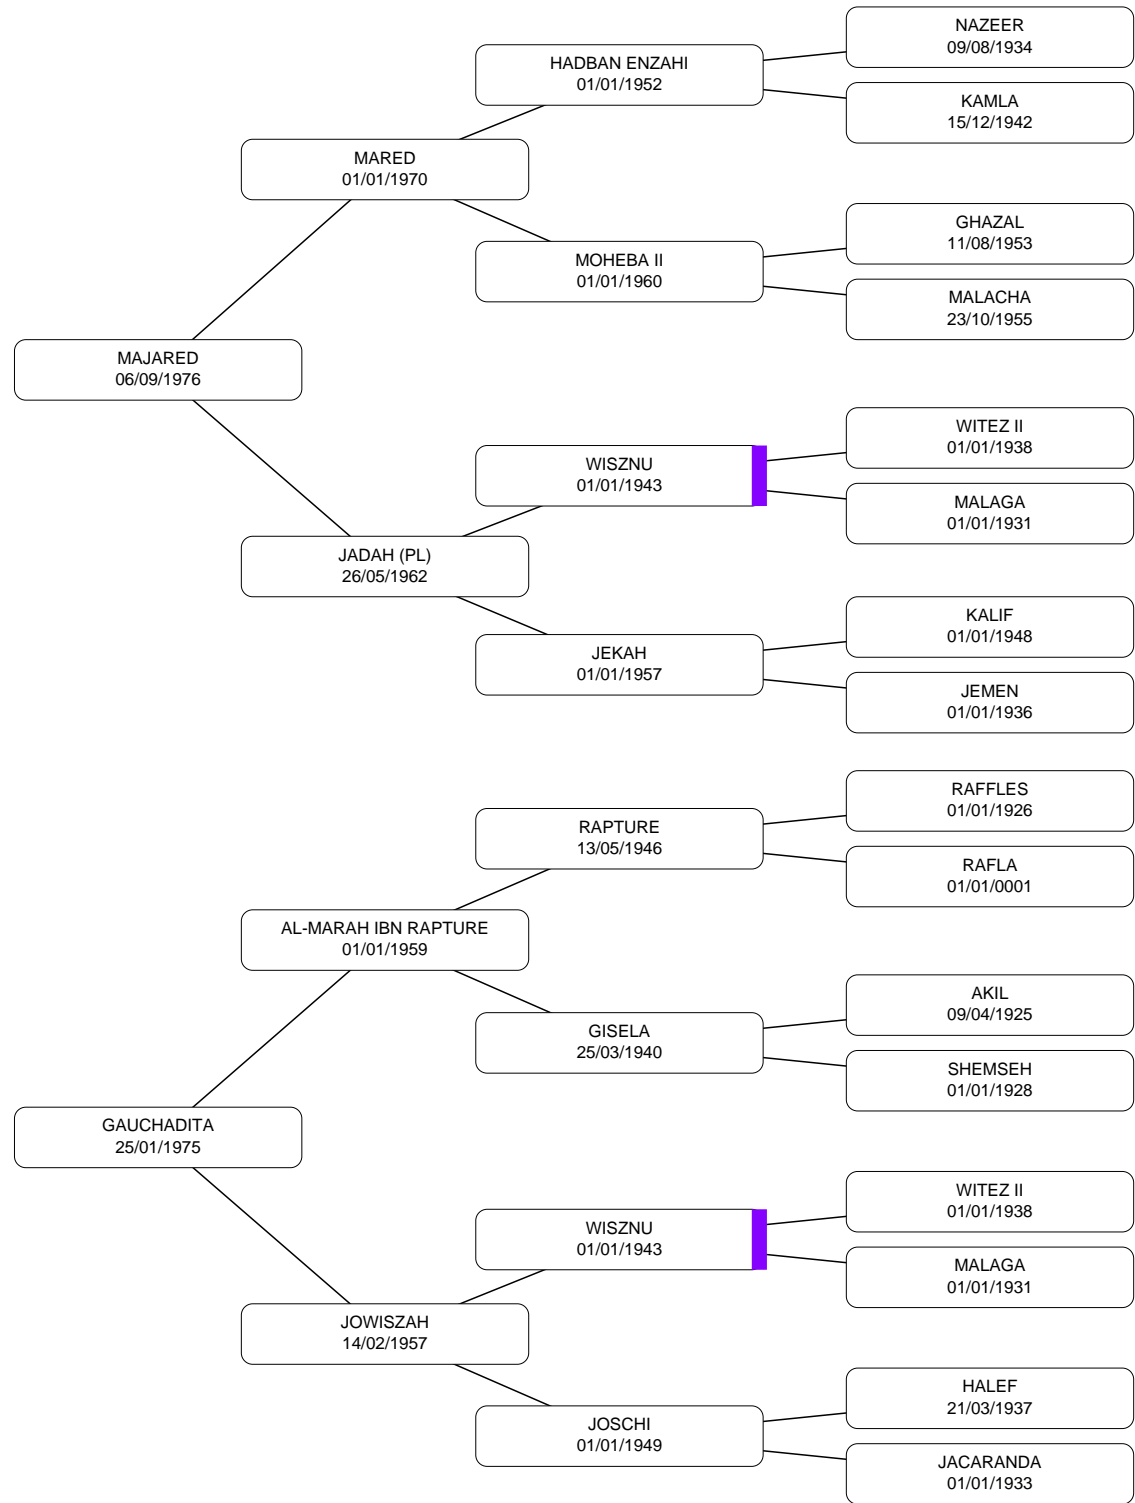 NAZEER
09/08/1934
HADBAN ENZAHI
01/01/1952
KAMLA
15/12/1942
MARED
01/01/1970
GHAZAL
11/08/1953
MOHEBA II
01/01/1960
MALACHA
23/10/1955
MAJARED
06/09/1976
WITEZ II
01/01/1938
WISZNU
01/01/1943
MALAGA
01/01/1931
JADAH (PL)
26/05/1962
KALIF
01/01/1948
JEKAH
01/01/1957
JEMEN
01/01/1936
RAFFLES
01/01/1926
RAPTURE
13/05/1946
RAFLA
01/01/0001
AL-MARAH IBN RAPTURE
01/01/1959
AKIL
09/04/1925
GISELA
25/03/1940
SHEMSEH
01/01/1928
GAUCHADITA
25/01/1975
WITEZ II
01/01/1938
WISZNU
01/01/1943
MALAGA
01/01/1931
JOWISZAH
14/02/1957
HALEF
21/03/1937
JOSCHI
01/01/1949
JACARANDA
01/01/1933